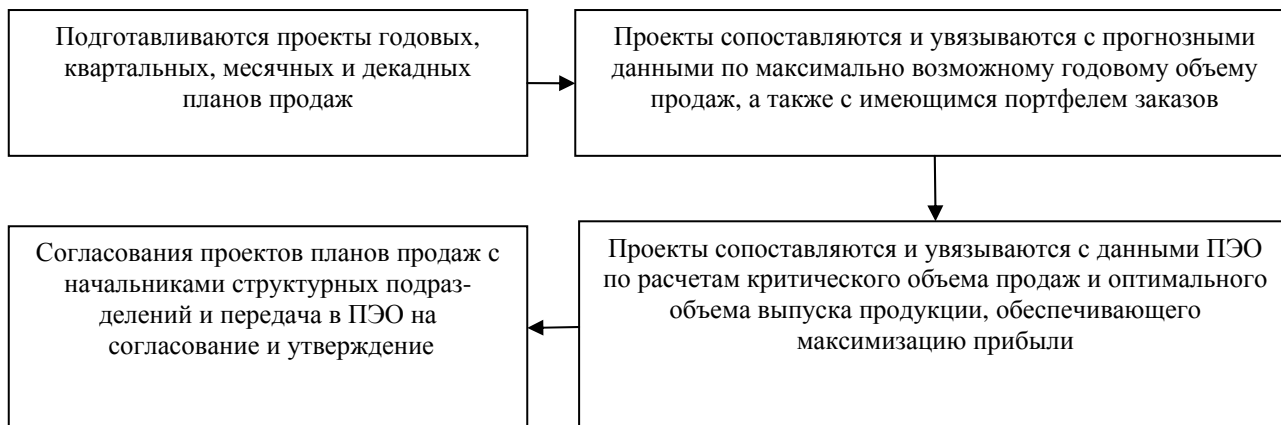 Подготавливаются проекты годовых,
квартальных, месячных и декадных
планов продаж
Проекты сопоставляются и увязываются с прогнозными
данными по максимально возможному годовому объему
продаж, а также с имеющимся портфелем заказов
Проекты сопоставляются и увязываются с данными ПЭО
по расчетам критического объема продаж и оптимального
объема выпуска продукции, обеспечивающего
максимизацию прибыли
Согласования проектов планов продаж с
начальниками структурных подраз-
делений и передача в ПЭО на
согласование и утверждение